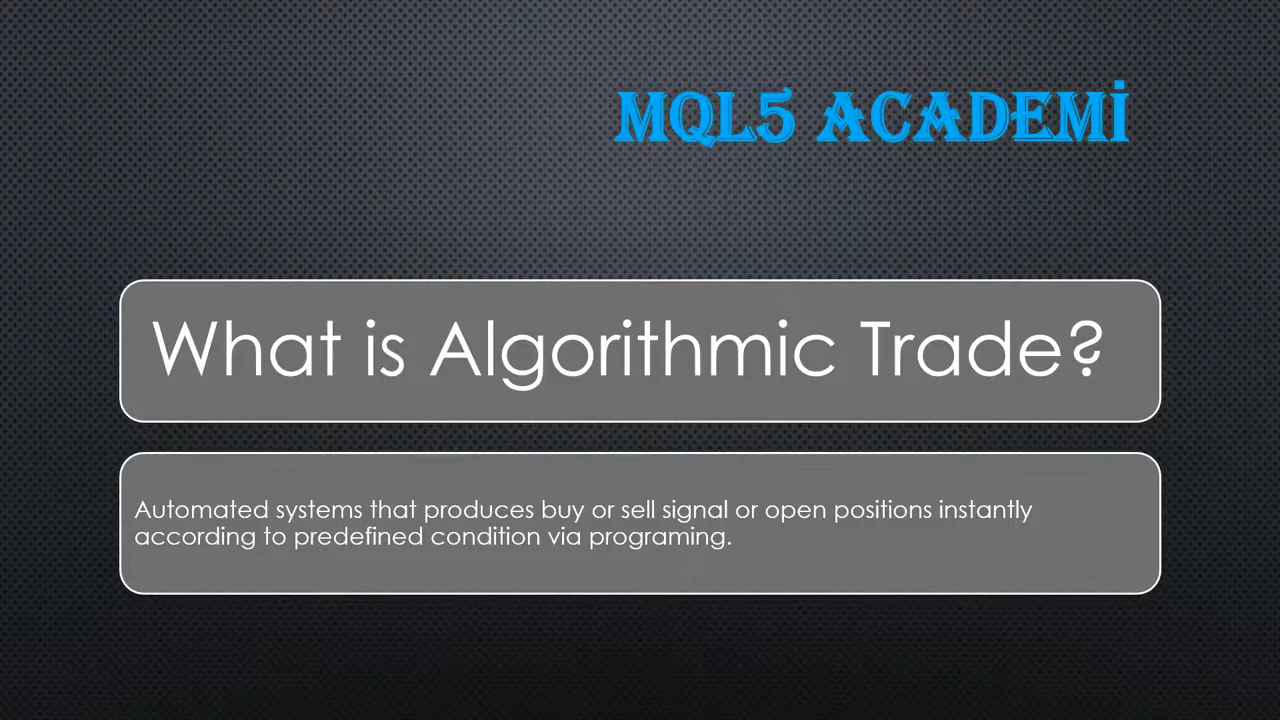 MQL5 ACADEMİ
What is Algorithmic Trade?
Automated systems that produces buy or sell signal or open positions instantly
according to predefined condition via programing.